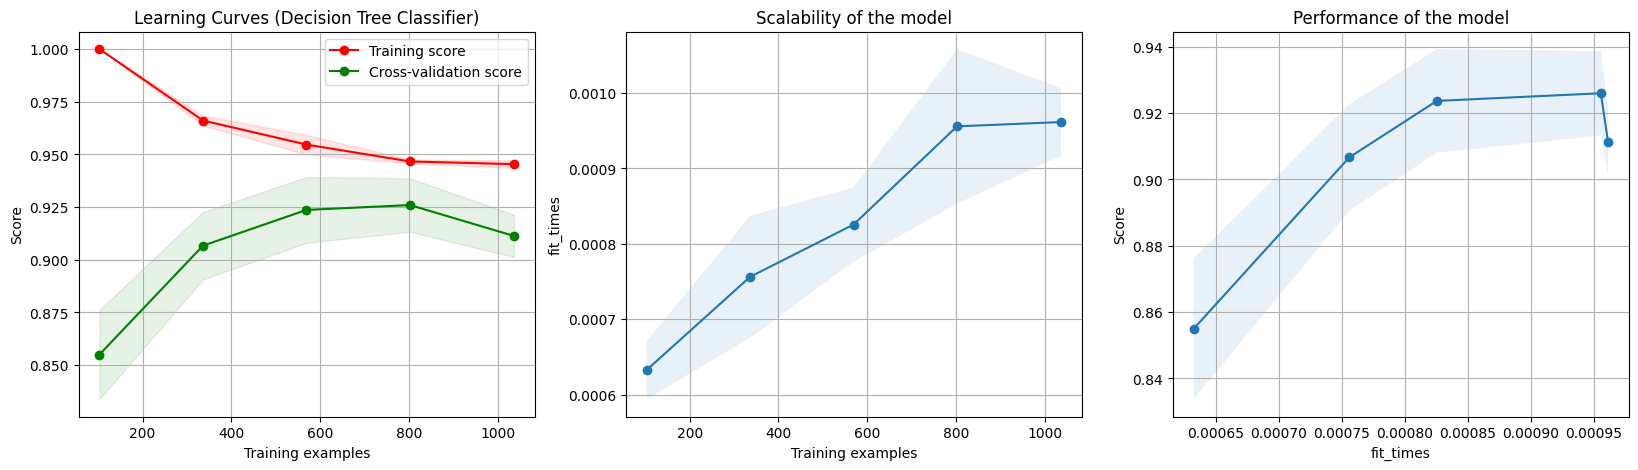 Learning Curves (Decision Tree Classifier)
Training score
Cross-validation score
1.000
0.975
0.950
0.925
0.900
0.875
0.850
Score
200 400 600 800 1000
Training examples
Scalability of the model
0.0010
0.0009
0.0008
0.0007
0.0006
fit_times
200 400 600 800 1000
Training examples
Performance of the model
0.94
0.92
0.90
0.88
0.86
0.84
Score
0.00065 0.00070 0.00075 0.00080 0.00085 0.00090 0.00095
fit_times